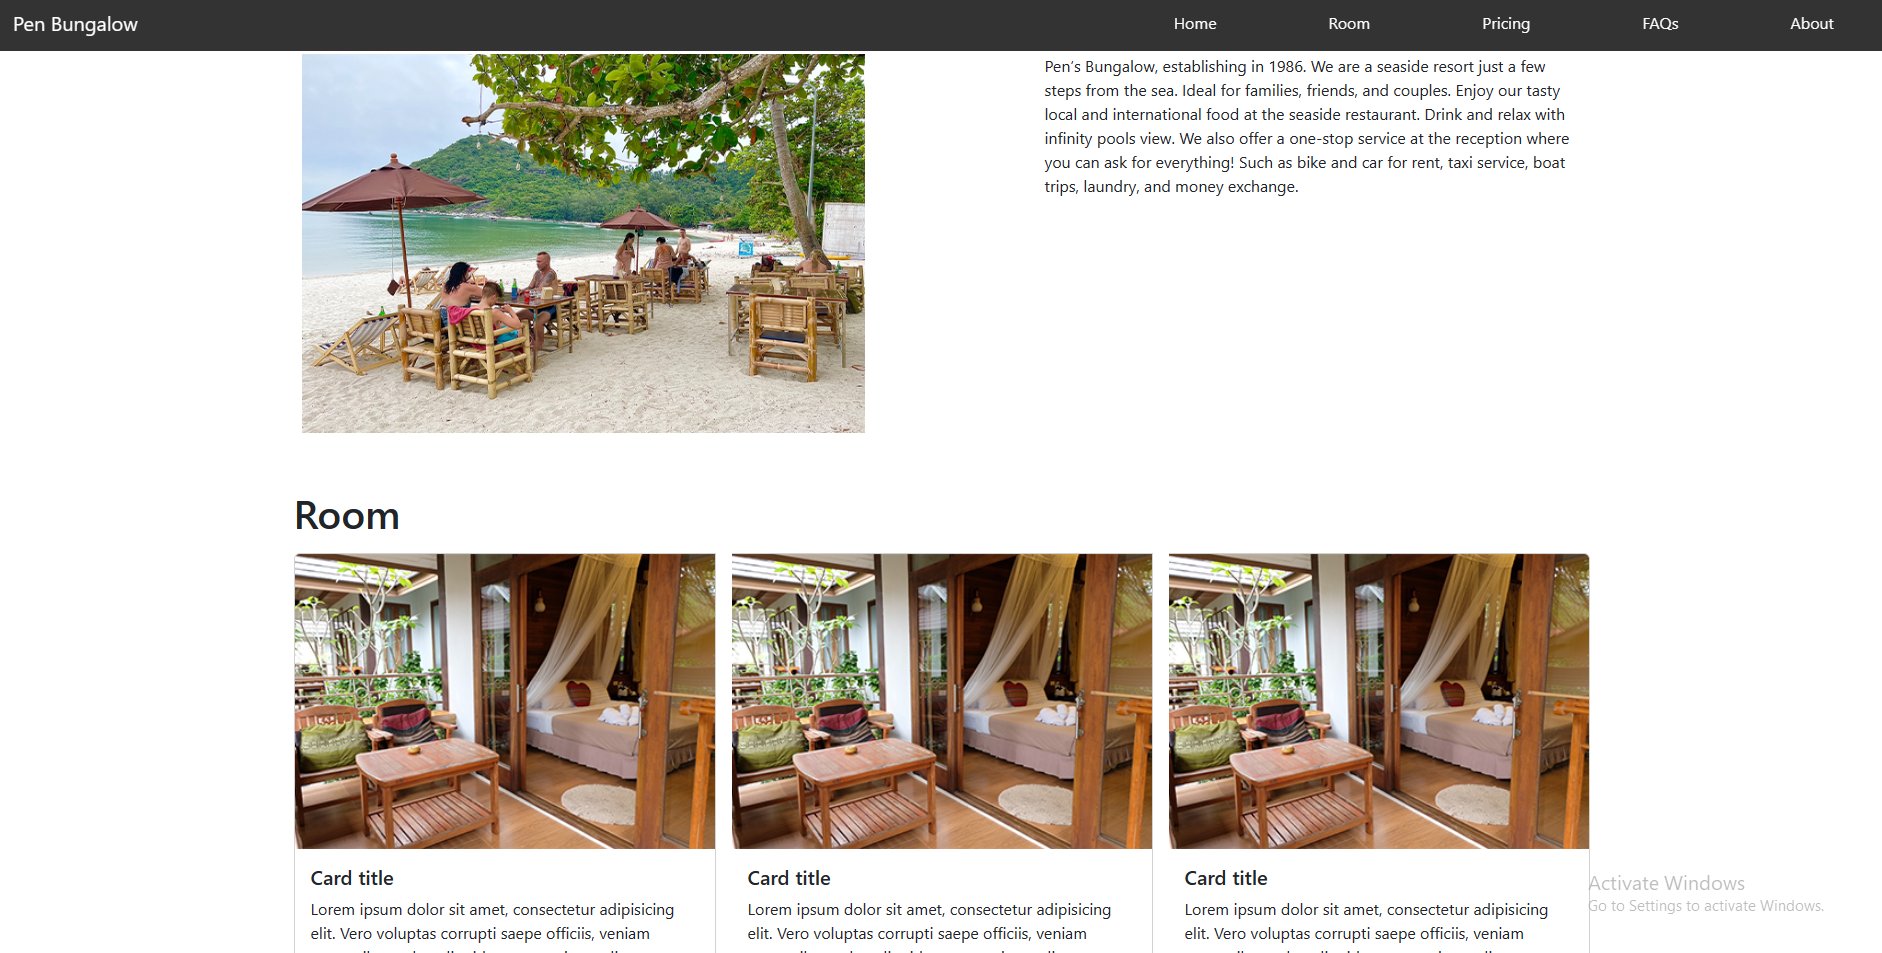 Pen Bungalow
Home Room Pricing FAQs About
Pen’s Bungalow, establishing in 1986. We are a seaside resort just a few
steps from the sea. Ideal for families, friends, and couples. Enjoy our tasty
local and international food at the seaside restaurant. Drink and relax with
infinity pools view. We also offer a one-stop service at the reception where
you can ask for everything! Such as bike and car for rent, taxi service, boat
trips, laundry, and money exchange.
Room
Card title
Lorem ipsum dolor sit amet, consectetur adipisicing
elit. Vero voluptas corrupti saepe officiis, veniam
Card title
Lorem ipsum dolor sit amet, consectetur adipisicing
elit. Vero voluptas corrupti saepe officiis, veniam
Card title
Lorem ipsum dolor sit amet, consectetur adipisicing
elit. Vero voluptas corrupti saepe officiis, veniam
Activate Windows
Go to Settings to activate Windows.